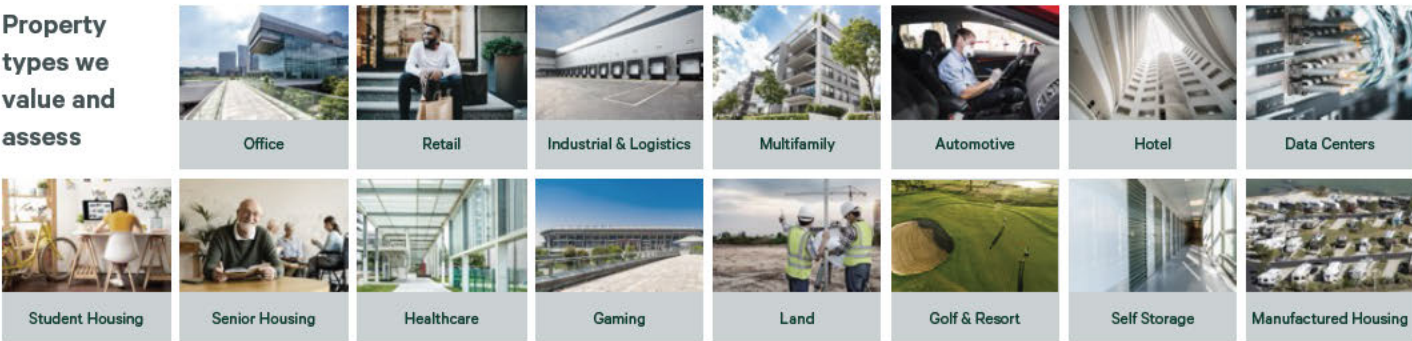 Property
types we
value and
assess
Office
Retail
Industrial & Logistics
Multifamily
Automotive
Hotel
Data Centers
Student Housing
Senior Housing
Healthcare
Gaming
Land
Golf & Resort
Self Storage
Manufactured Housing